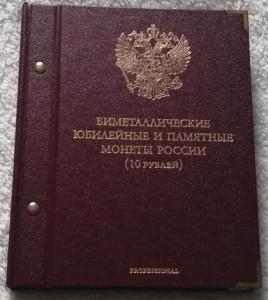 БИМЕТАЛЛИЧЕСКИЕ
ЮБИЛЕЙНЫЕ И ПАМЯТНЫЕ
МОНЕТЫ РОССИИ
(10 РУБЛЕЙ)
PROFESSIONAL